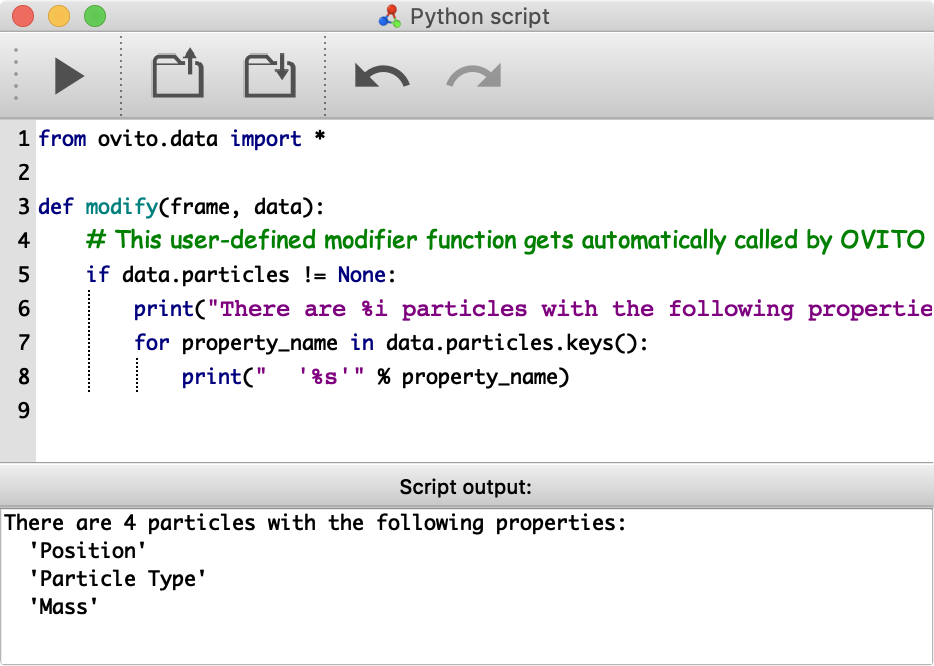 Python script
1 from ovito.data import *
2
3 def modify(frame, data):
4     # This user-defined modifier function gets automatically called by OVITO
5     if data.particles != None:
6         print("There are %i particles with the following propertie
7         for property_name in data.particles.keys():
8             print("  '%s'" % property_name)
9
Script output:
There are 4 particles with the following properties:
  'Position'
  'Particle Type'
  'Mass'